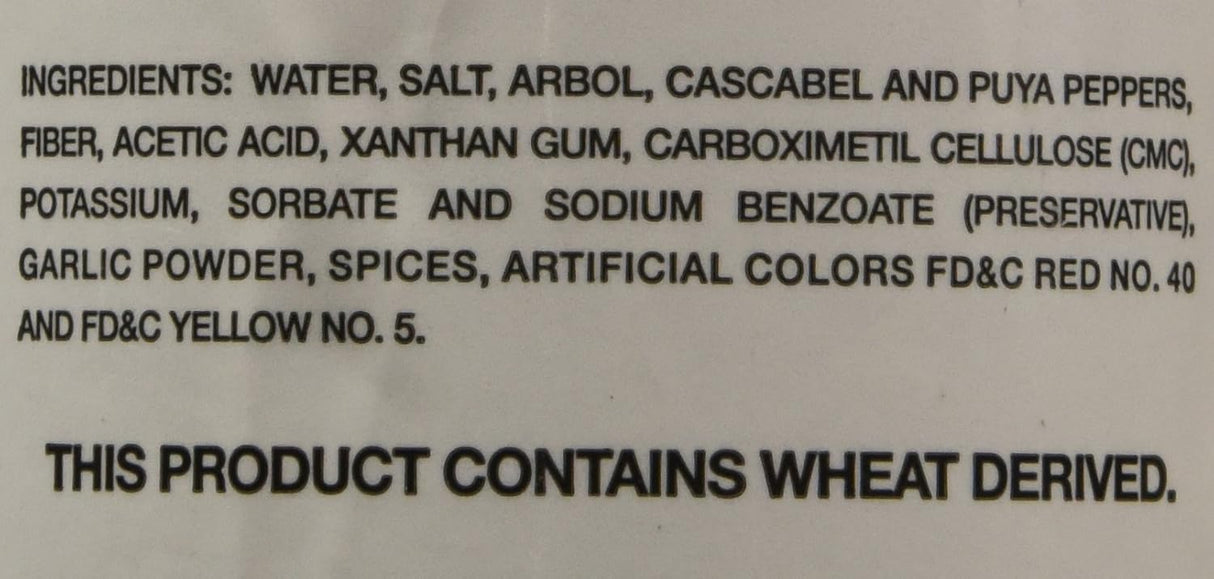 INGREDIENTS: WATER, SALT, ARBOL, CASCABEL AND PUYA PEPPERS,
FIBER, ACETIC ACID, XANTHAN GUM, CARBOXIMETIL CELLULOSE (CMC),
POTASSIUM, SORBATE AND SODIUM BENZOATE (PRESERVATIVE),
GARLIC POWDER, SPICES, ARTIFICIAL COLORS FD&C RED NO. 40
AND FD&C YELLOW NO. 5.
THIS PRODUCT CONTAINS WHEAT DERIVED.